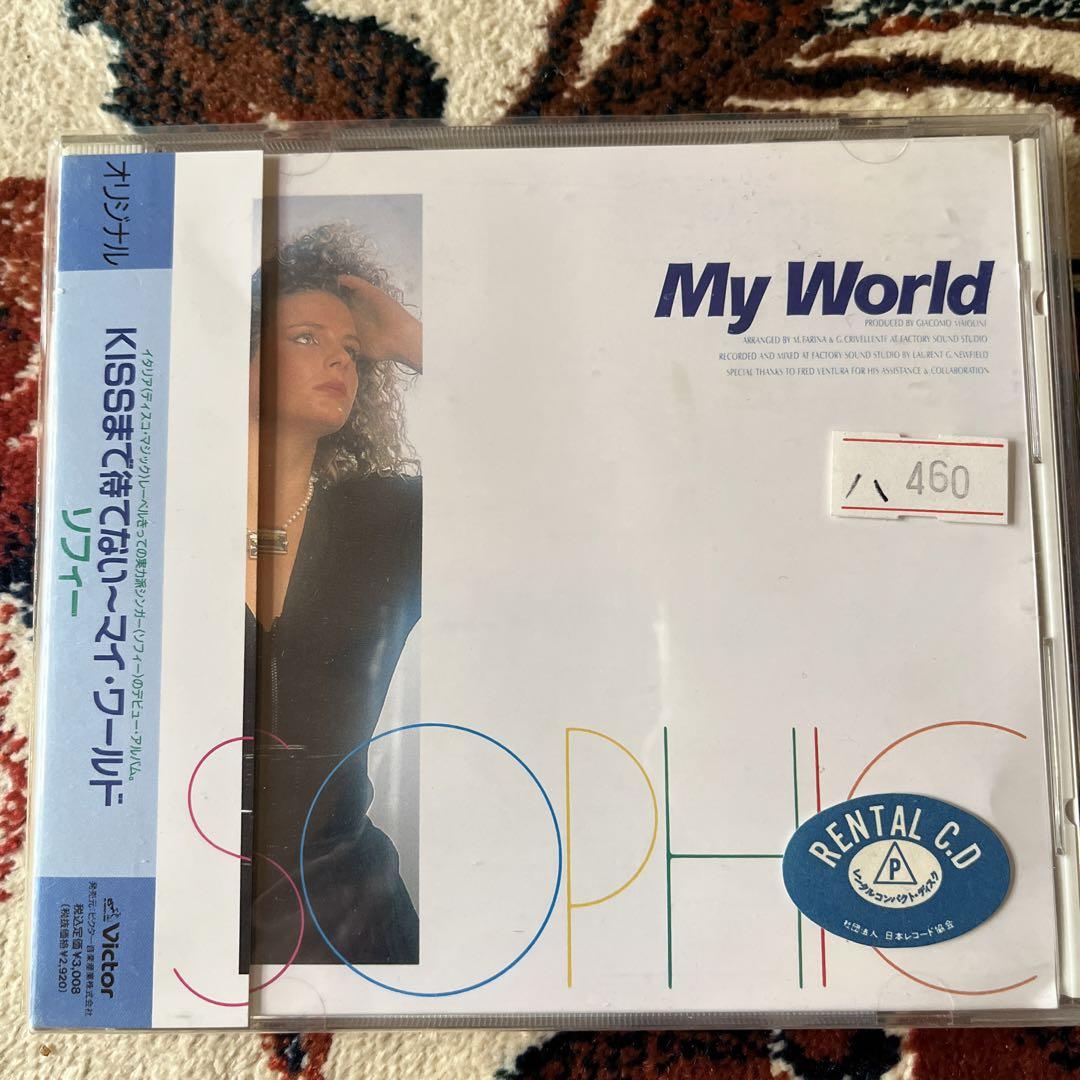 オリジナル
イタリア〈ディスコ・マジック〉レーベルきっての実力派シンガー〈ソフィー〉のデビュー・アルバム。
KISSまで待てない〜マイ・ワールド
ソフィー
Victor
発売元:ビクター音楽産業株式会社
税込定価¥3,008
(税抜価格¥2,920)
My World
PRODUCED BY GIACOMO MAIOLINI
ARRANGED BY M.FARINA & G. CRIVELLENTE AT FACTORY SOUND STUDIO
RECORDED AND MIXED AT FACTORY SOUND STUDIO BY LAURENT G. NEWFIELD
SPECIAL THANKS TO FRED VENTURA FOR HIS ASSISTANCE & COLLABORATION
ハ 460
SOPHIE
RENTAL C.D
P
レンタルコンパクト・ディスク
社団法人 日本レコード協会